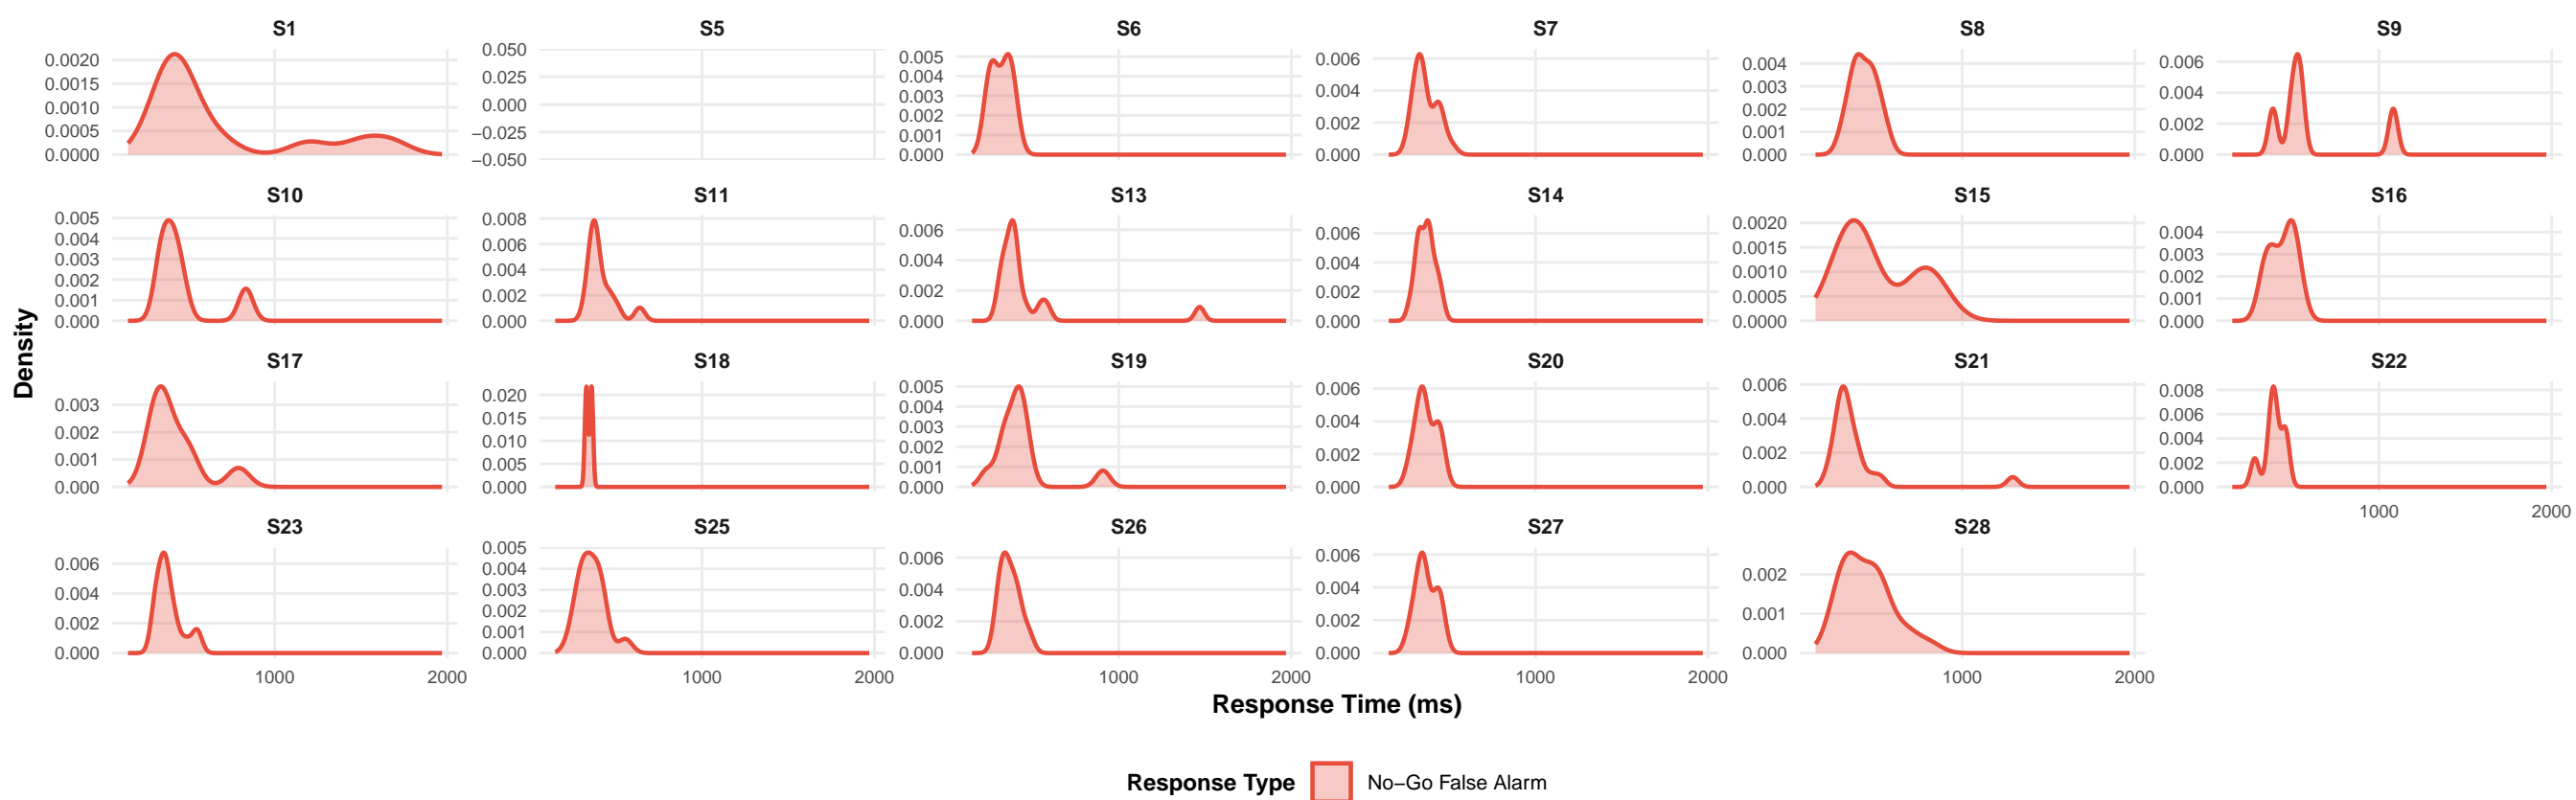 S1 S5 S6 S7 S8 S9
0.0020 0.0015 0.0010 0.0005 0.0000
0.050 0.025 0.000 −0.025 −0.050
0.005 0.004 0.003 0.002 0.001 0.000
0.006 0.004 0.002 0.000
0.004 0.003 0.002 0.001 0.000
0.006 0.004 0.002 0.000
S10 S11 S13 S14 S15 S16
0.005 0.004 0.003 0.002 0.001 0.000
0.008 0.006 0.004 0.002 0.000
0.006 0.004 0.002 0.000
0.006 0.004 0.002 0.000
0.0020 0.0015 0.0010 0.0005 0.0000
0.004 0.003 0.002 0.001 0.000
Density
S17 S18 S19 S20 S21 S22
0.003 0.002 0.001 0.000
0.020 0.015 0.010 0.005 0.000
0.005 0.004 0.003 0.002 0.001 0.000
0.006 0.004 0.002 0.000
0.006 0.004 0.002 0.000
0.008 0.006 0.004 0.002 0.000
1000 2000
S23 S25 S26 S27 S28
0.006 0.004 0.002 0.000
0.005 0.004 0.003 0.002 0.001 0.000
0.006 0.004 0.002 0.000
0.006 0.004 0.002 0.000
0.002 0.001 0.000
1000 2000 1000 2000 1000 2000 1000 2000 1000 2000
Response Time (ms)
Response Type No−Go False Alarm